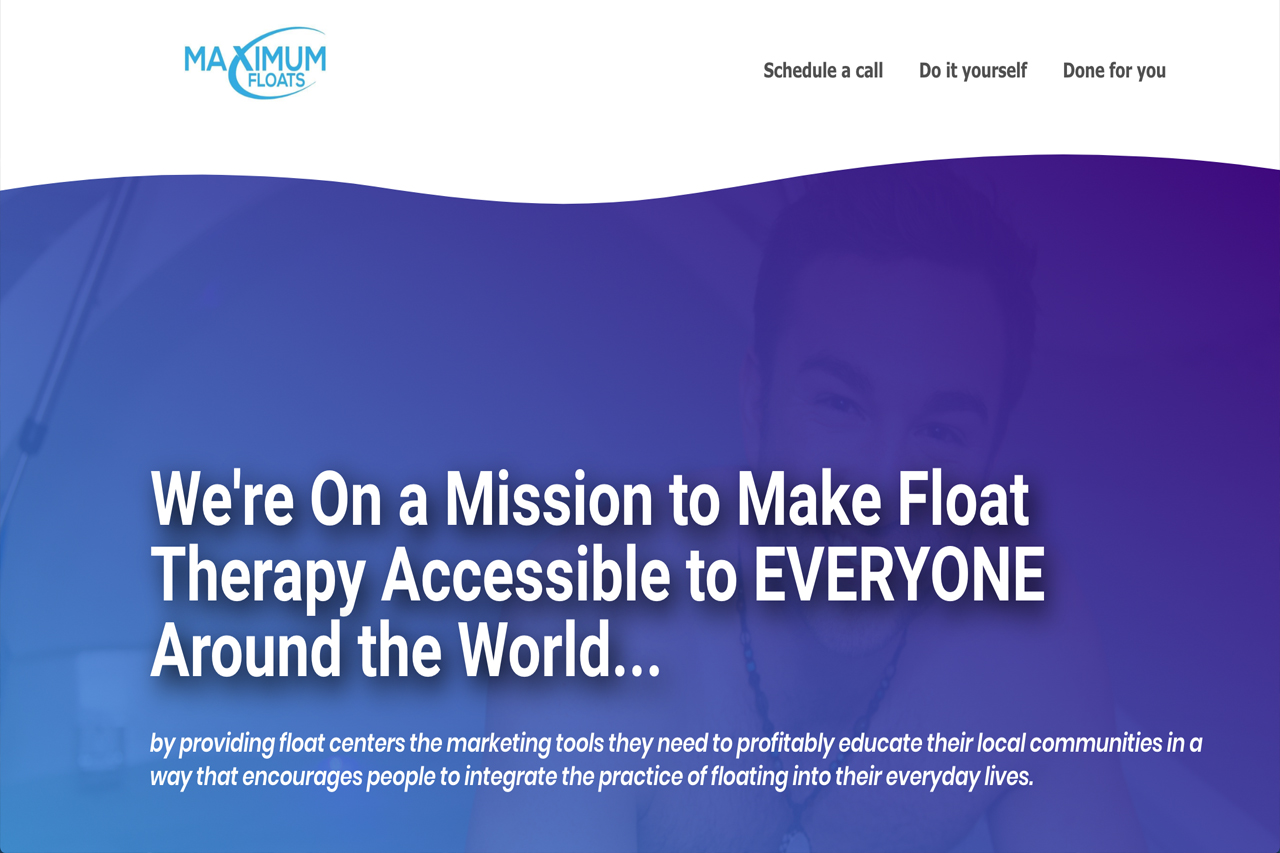 MAXIMUM
FLOATS
Schedule a call
Do it yourself
Done for you
We're On a Mission to Make Float
Therapy Accessible to EVERYONE
Around the World...
by providing float centers the marketing tools they need to profitably educate their local communities in a
way that encourages people to integrate the practice of floating into their everyday lives.